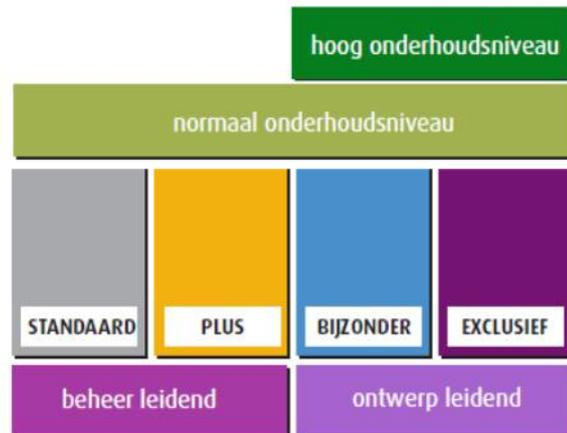 hoog onderhoudsniveau
normaal onderhoudsniveau
STANDAARD
PLUS
BIJZONDER
EXCLUSIEF
beheer leidend
ontwerp leidend